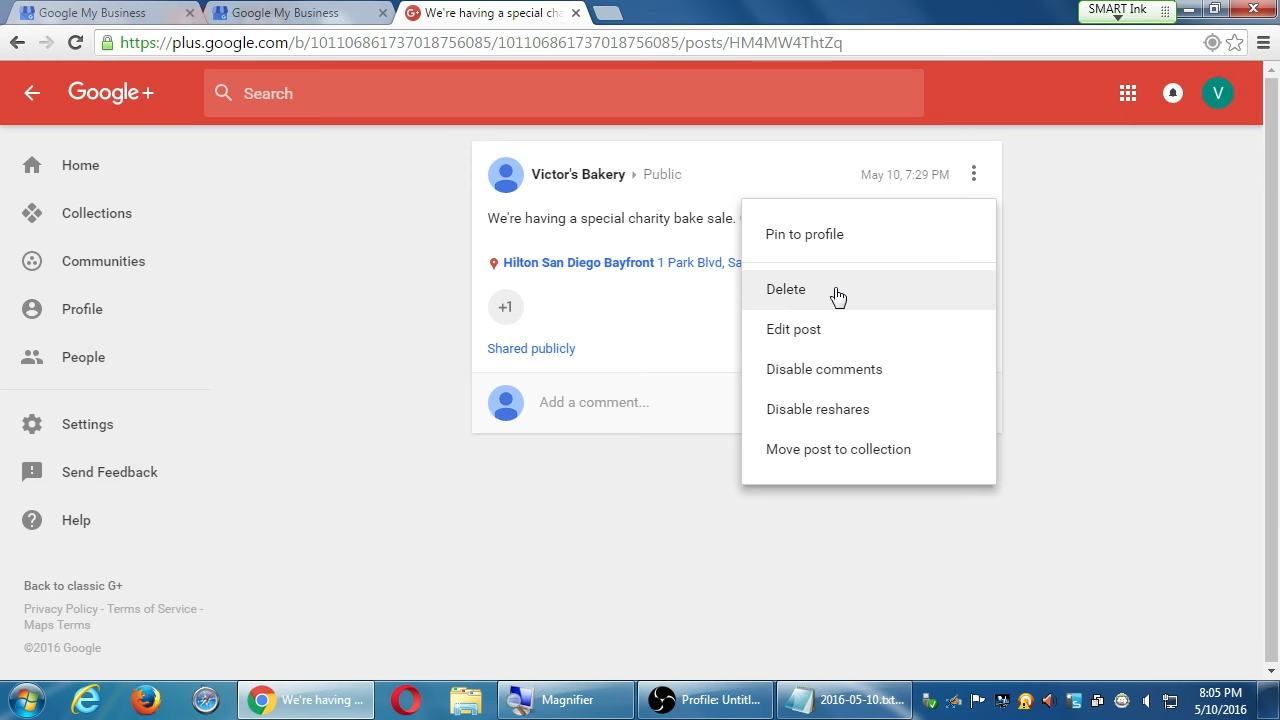 Google My Business
Google My Business
We're having a special cha
SMART Ink
https://plus.google.com/b/101106861737018756085/101106861737018756085/posts/HM4MW4ThtZq
Google+
Search
V
Home
Collections
Communities
Profile
People
Settings
Send Feedback
Help
Back to classic G+
Privacy Policy - Terms of Service -
Maps Terms
©2016 Google
Victor's Bakery Public
May 10, 7:29 PM
We're having a special charity bake sale.
Hilton San Diego Bayfront 1 Park Blvd, Sa
+1
Shared publicly
Add a comment...
Pin to profile
Delete
Edit post
Disable comments
Disable reshares
Move post to collection
We're having ...
Magnifier
Profile: Untitl...
2016-05-10.txt...
8:05 PM
5/10/2016